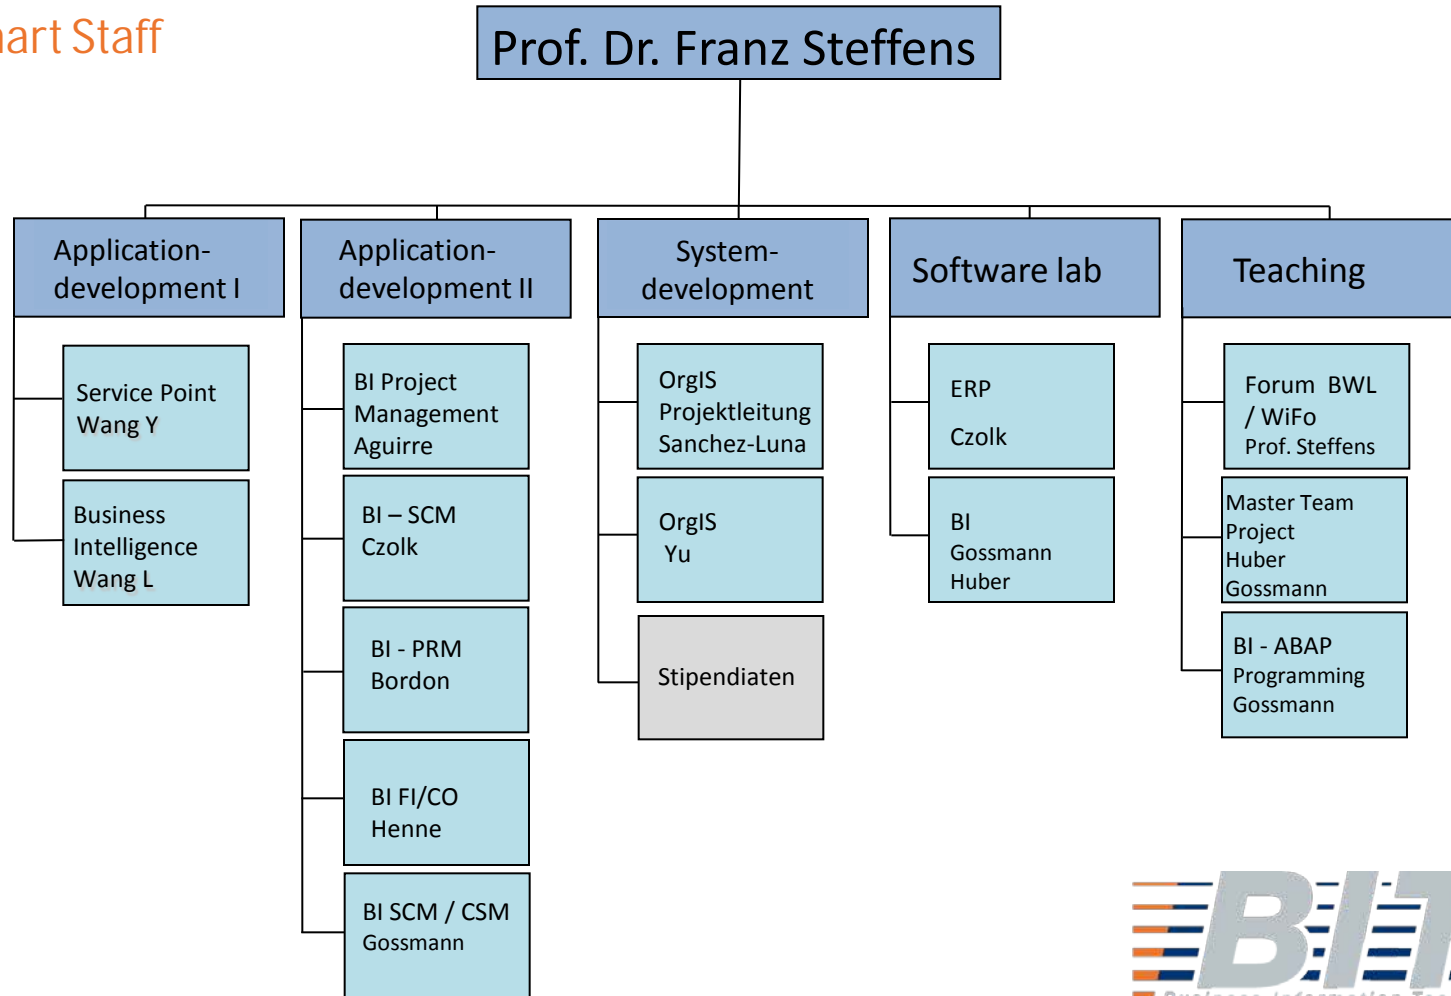 art Staff
Prof. Dr. Franz Steffens
Application-
development I
Service Point
Wang Y
Business
Intelligence
Wang L
Application-
development II
BI Project
Management
Aguirre
BI – SCM
Czolk
BI - PRM
Bordon
BI FI/CO
Henne
BI SCM / CSM
Gossmann
System-
development
OrgIS
Projektleitung
Sanchez-Luna
OrgIS
Yu
Stipendiaten
Software lab
ERP
Czolk
BI
Gossmann
Huber
Teaching
Forum BWL
/ WiFo
Prof. Steffens
Master Team
Project
Huber
Gossmann
BI - ABAP
Programming
Gossmann
BIT
Business Information